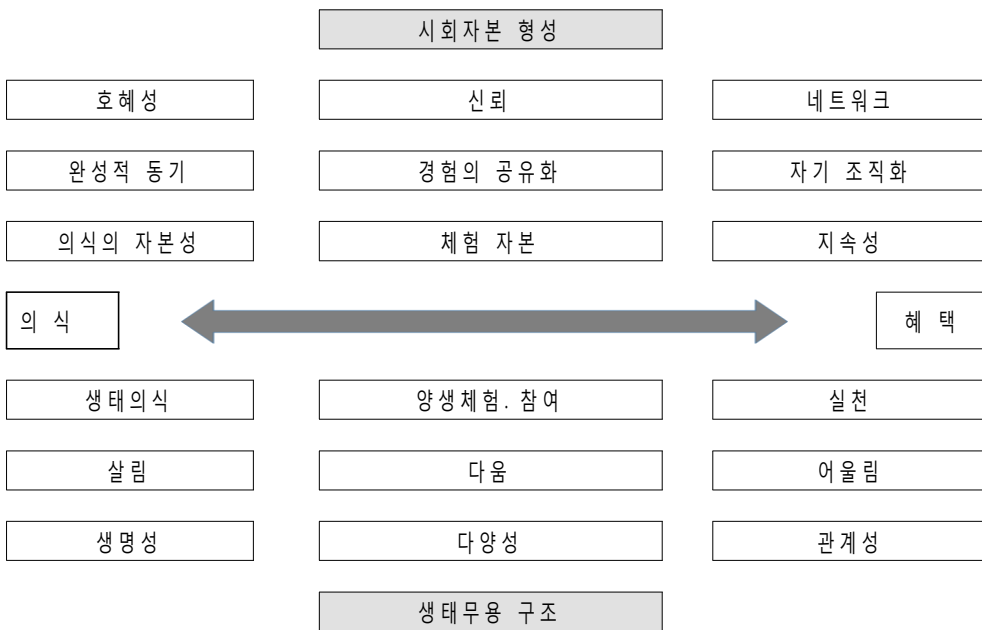 시회자본 형성
호혜성 신뢰 네트워크
완성적 동기 경험의 공유화 자기 조직화
의식의 자본성 체험 자본 지속성
의 식 혜 택
생태의식 양생체험. 참여 실천
살림 다움 어울림
생명성 다양성 관계성
생태무용 구조